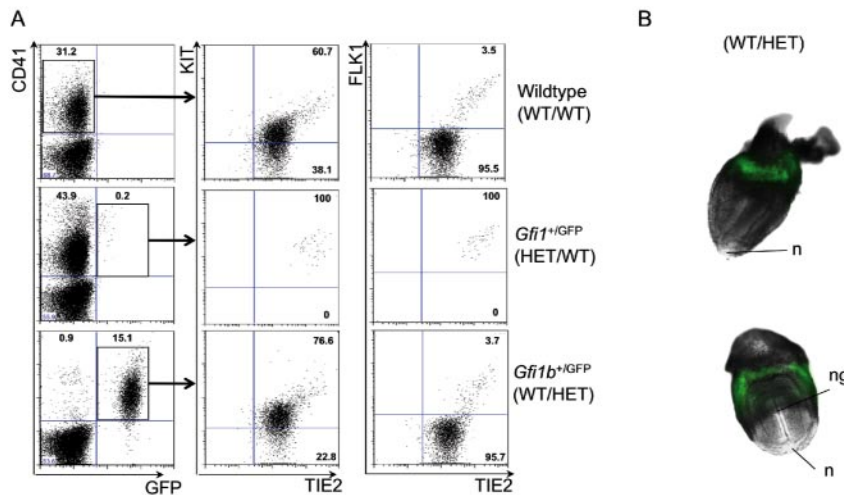 A
B
CD41
31.2
KIT
60.7
38.1
FLK1
3.5
95.5
Wildtype
(WT/WT)
(WT/HET)
43.9
0.2
100
0
100
0
Gfi1+/GFP
(HET/WT)
n
0.9
15.1
76.6
22.8
3.7
95.7
Gfi1b+/GFP
(WT/HET)
ng
n
GFP
TIE2
TIE2